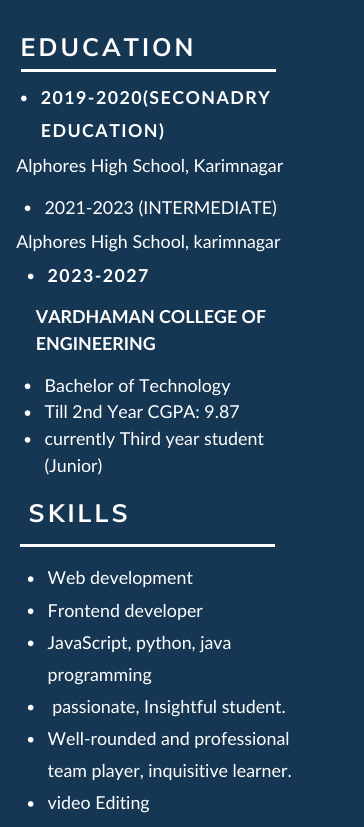 EDUCATION
• 2019-2020(SECONADRY
EDUCATION)
Alphores High School, Karimnagar
• 2021-2023 (INTERMEDIATE)
Alphores High School, karimnagar
• 2023-2027
VARDHAMAN COLLEGE OF
ENGINEERING
• Bachelor of Technology
• Till 2nd Year CGPA: 9.87
• currently Third year student
(Junior)
SKILLS
• Web development
• Frontend developer
• JavaScript, python, java
programming
• passionate, Insightful student.
• Well-rounded and professional
team player, inquisitive learner.
• video Editing